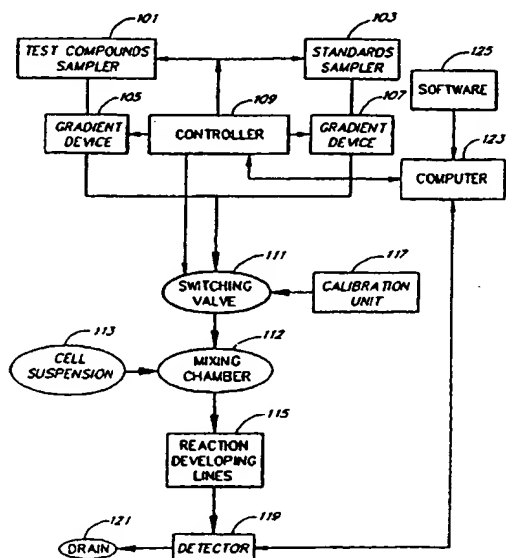 101
TEST COMPOUNDS
SAMPLER
103
STANDARDS
SAMPLER
125
SOFTWARE
105
GRADIENT
DEVICE
109
CONTROLLER
107
GRADIENT
DEVICE
123
COMPUTER
111
SWITCHING
VALVE
117
CALIBRATION
UNIT
113
CELL
SUSPENSION
112
MIXING
CHAMBER
115
REACTION
DEVELOPING
LINES
121
DRAIN
119
DETECTOR